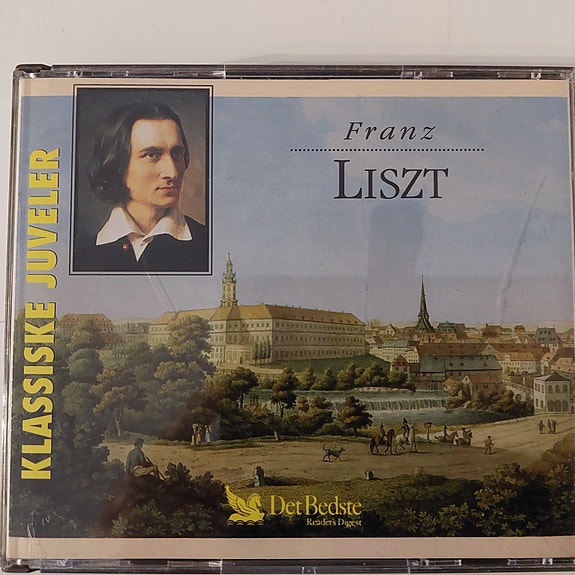 KLASSISKE JUVELER
Franz
LISZT
Det Bedste
Reader's Digest